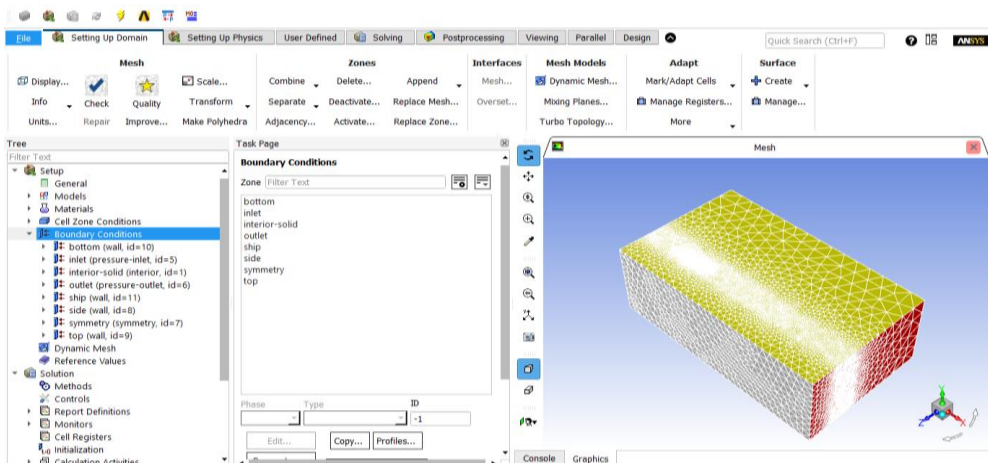 File Setting Up Domain Setting Up Physics User Defined Solving Postprocessing Viewing Parallel Design Quick Search (Ctrl+F) ANSYS
Mesh Zones Interfaces Mesh Models Adapt Surface
Display... Scale... Combine Delete... Append Mesh... Dynamic Mesh... Mark/Adapt Cells Create
Info Check Quality Transform Separate Deactivate... Replace Mesh... Overset... Mixing Planes... Manage Registers... Manage...
Units... Repair Improve... Make Polyhedra Adjacency... Activate... Replace Zone... Turbo Topology... More
Tree
Filter Text
Setup
General
Models
Materials
Cell Zone Conditions
Boundary Conditions
bottom (wall, id=10)
inlet (pressure-inlet, id=5)
interior-solid (interior, id=1)
outlet (pressure-outlet, id=6)
ship (wall, id=11)
side (wall, id=8)
symmetry (symmetry, id=7)
top (wall, id=9)
Dynamic Mesh
Reference Values
Solution
Methods
Controls
Report Definitions
Monitors
Cell Registers
Initialization
Calculation Activities
Task Page
Boundary Conditions
Zone Filter Text
bottom
inlet
interior-solid
outlet
ship
side
symmetry
top
Phase Type ID
-1
Edit... Copy... Profiles...
Mesh
Y
Z X
Console Graphics